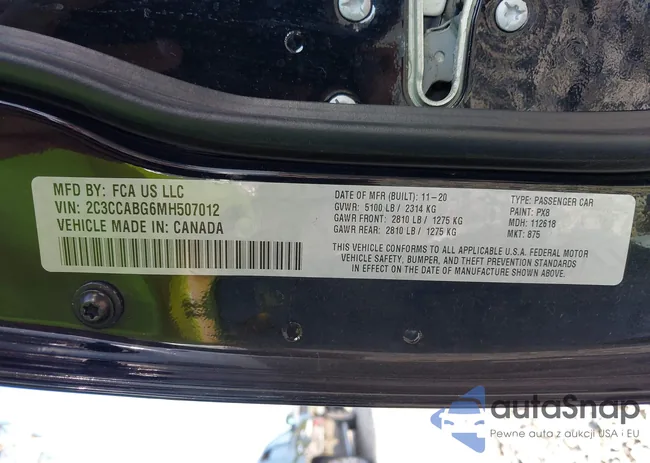 MFD BY: FCA US LLC
VIN: 2C3CCABG6MH507012
VEHICLE MADE IN: CANADA
DATE OF MFR (BUILT): 11-20
GVWR: 5100 LB / 2314 KG
GAWR FRONT: 2810 LB / 1275 KG
GAWR REAR: 2810 LB / 1275 KG
TYPE: PASSENGER CAR
PAINT: PX8
MDH: 112618
MKT: 875
THIS VEHICLE CONFORMS TO ALL APPLICABLE U.S.A. FEDERAL MOTOR
VEHICLE SAFETY, BUMPER, AND THEFT PREVENTION STANDARDS
IN EFFECT ON THE DATE OF MANUFACTURE SHOWN ABOVE.
autaSnap
Pewne auta z aukcji USA i EU